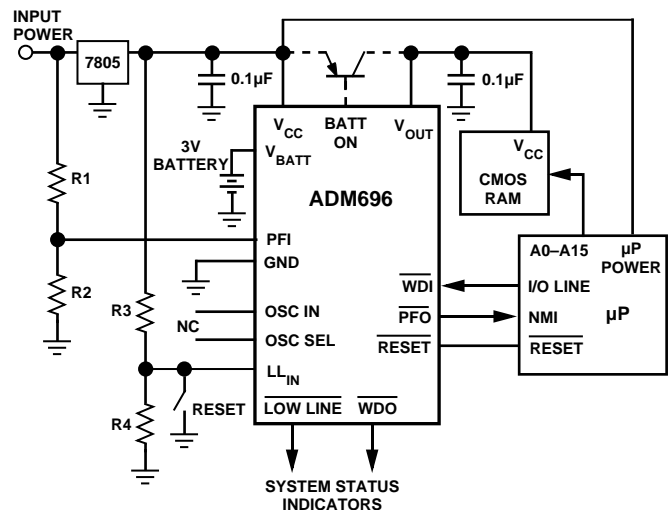 INPUT
POWER
7805
0.1µF
0.1µF
V_CC
BATT
ON
V_OUT
3V
BATTERY
V_BATT
V_CC
CMOS
RAM
R1
ADM696
PFI
A0–A15
µP
POWER
GND
R2
WDI
I/O LINE
R3
OSC IN
PFO
NMI
µP
NC
OSC SEL
RESET
RESET
LL_IN
R4
RESET
LOW LINE
WDO
SYSTEM STATUS
INDICATORS